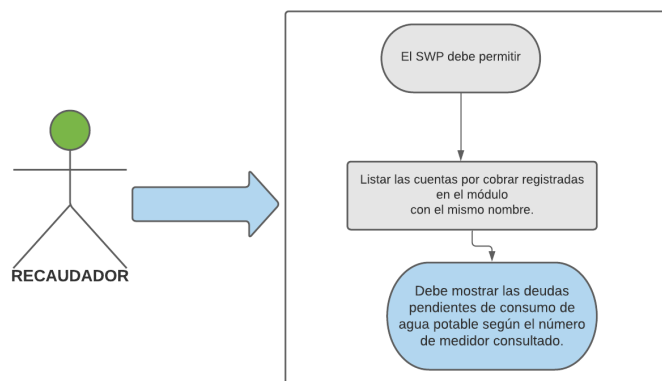 El SWP debe permitir
RECAUDADOR
Listar las cuentas por cobrar registradas
en el módulo
con el mismo nombre.
Debe mostrar las deudas
pendientes de consumo de
agua potable según el número
de medidor consultado.